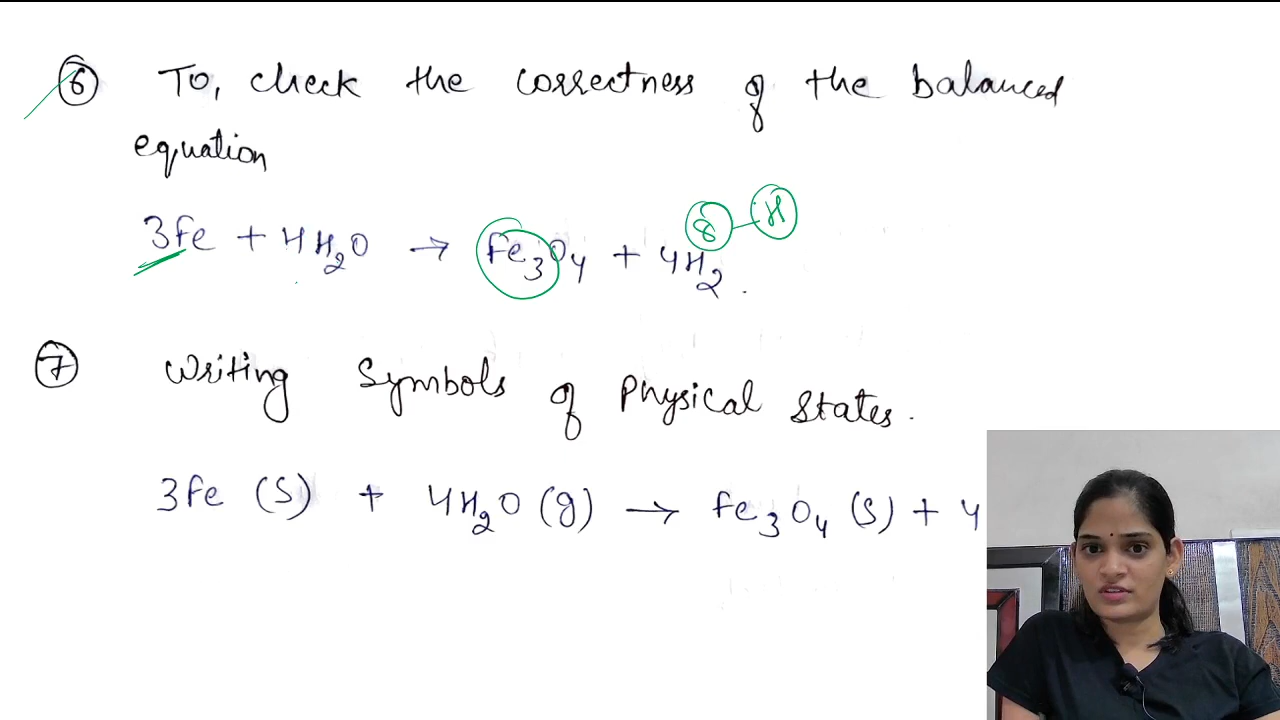 ⑥ To, check the correctness of the balanced
equation
8 – H
3Fe + 4H₂O → Fe₃O₄ + 4H₂.
⑦ Writing Symbols of Physical States.
3Fe (S) + 4H₂O (g) → Fe₃O₄ (S) + 4